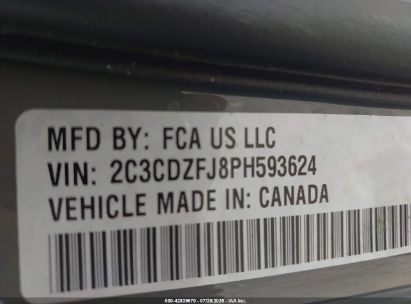 MFD BY: FCA US LLC
VIN: 2C3CDZFJ8PH593624
VEHICLE MADE IN: CANADA